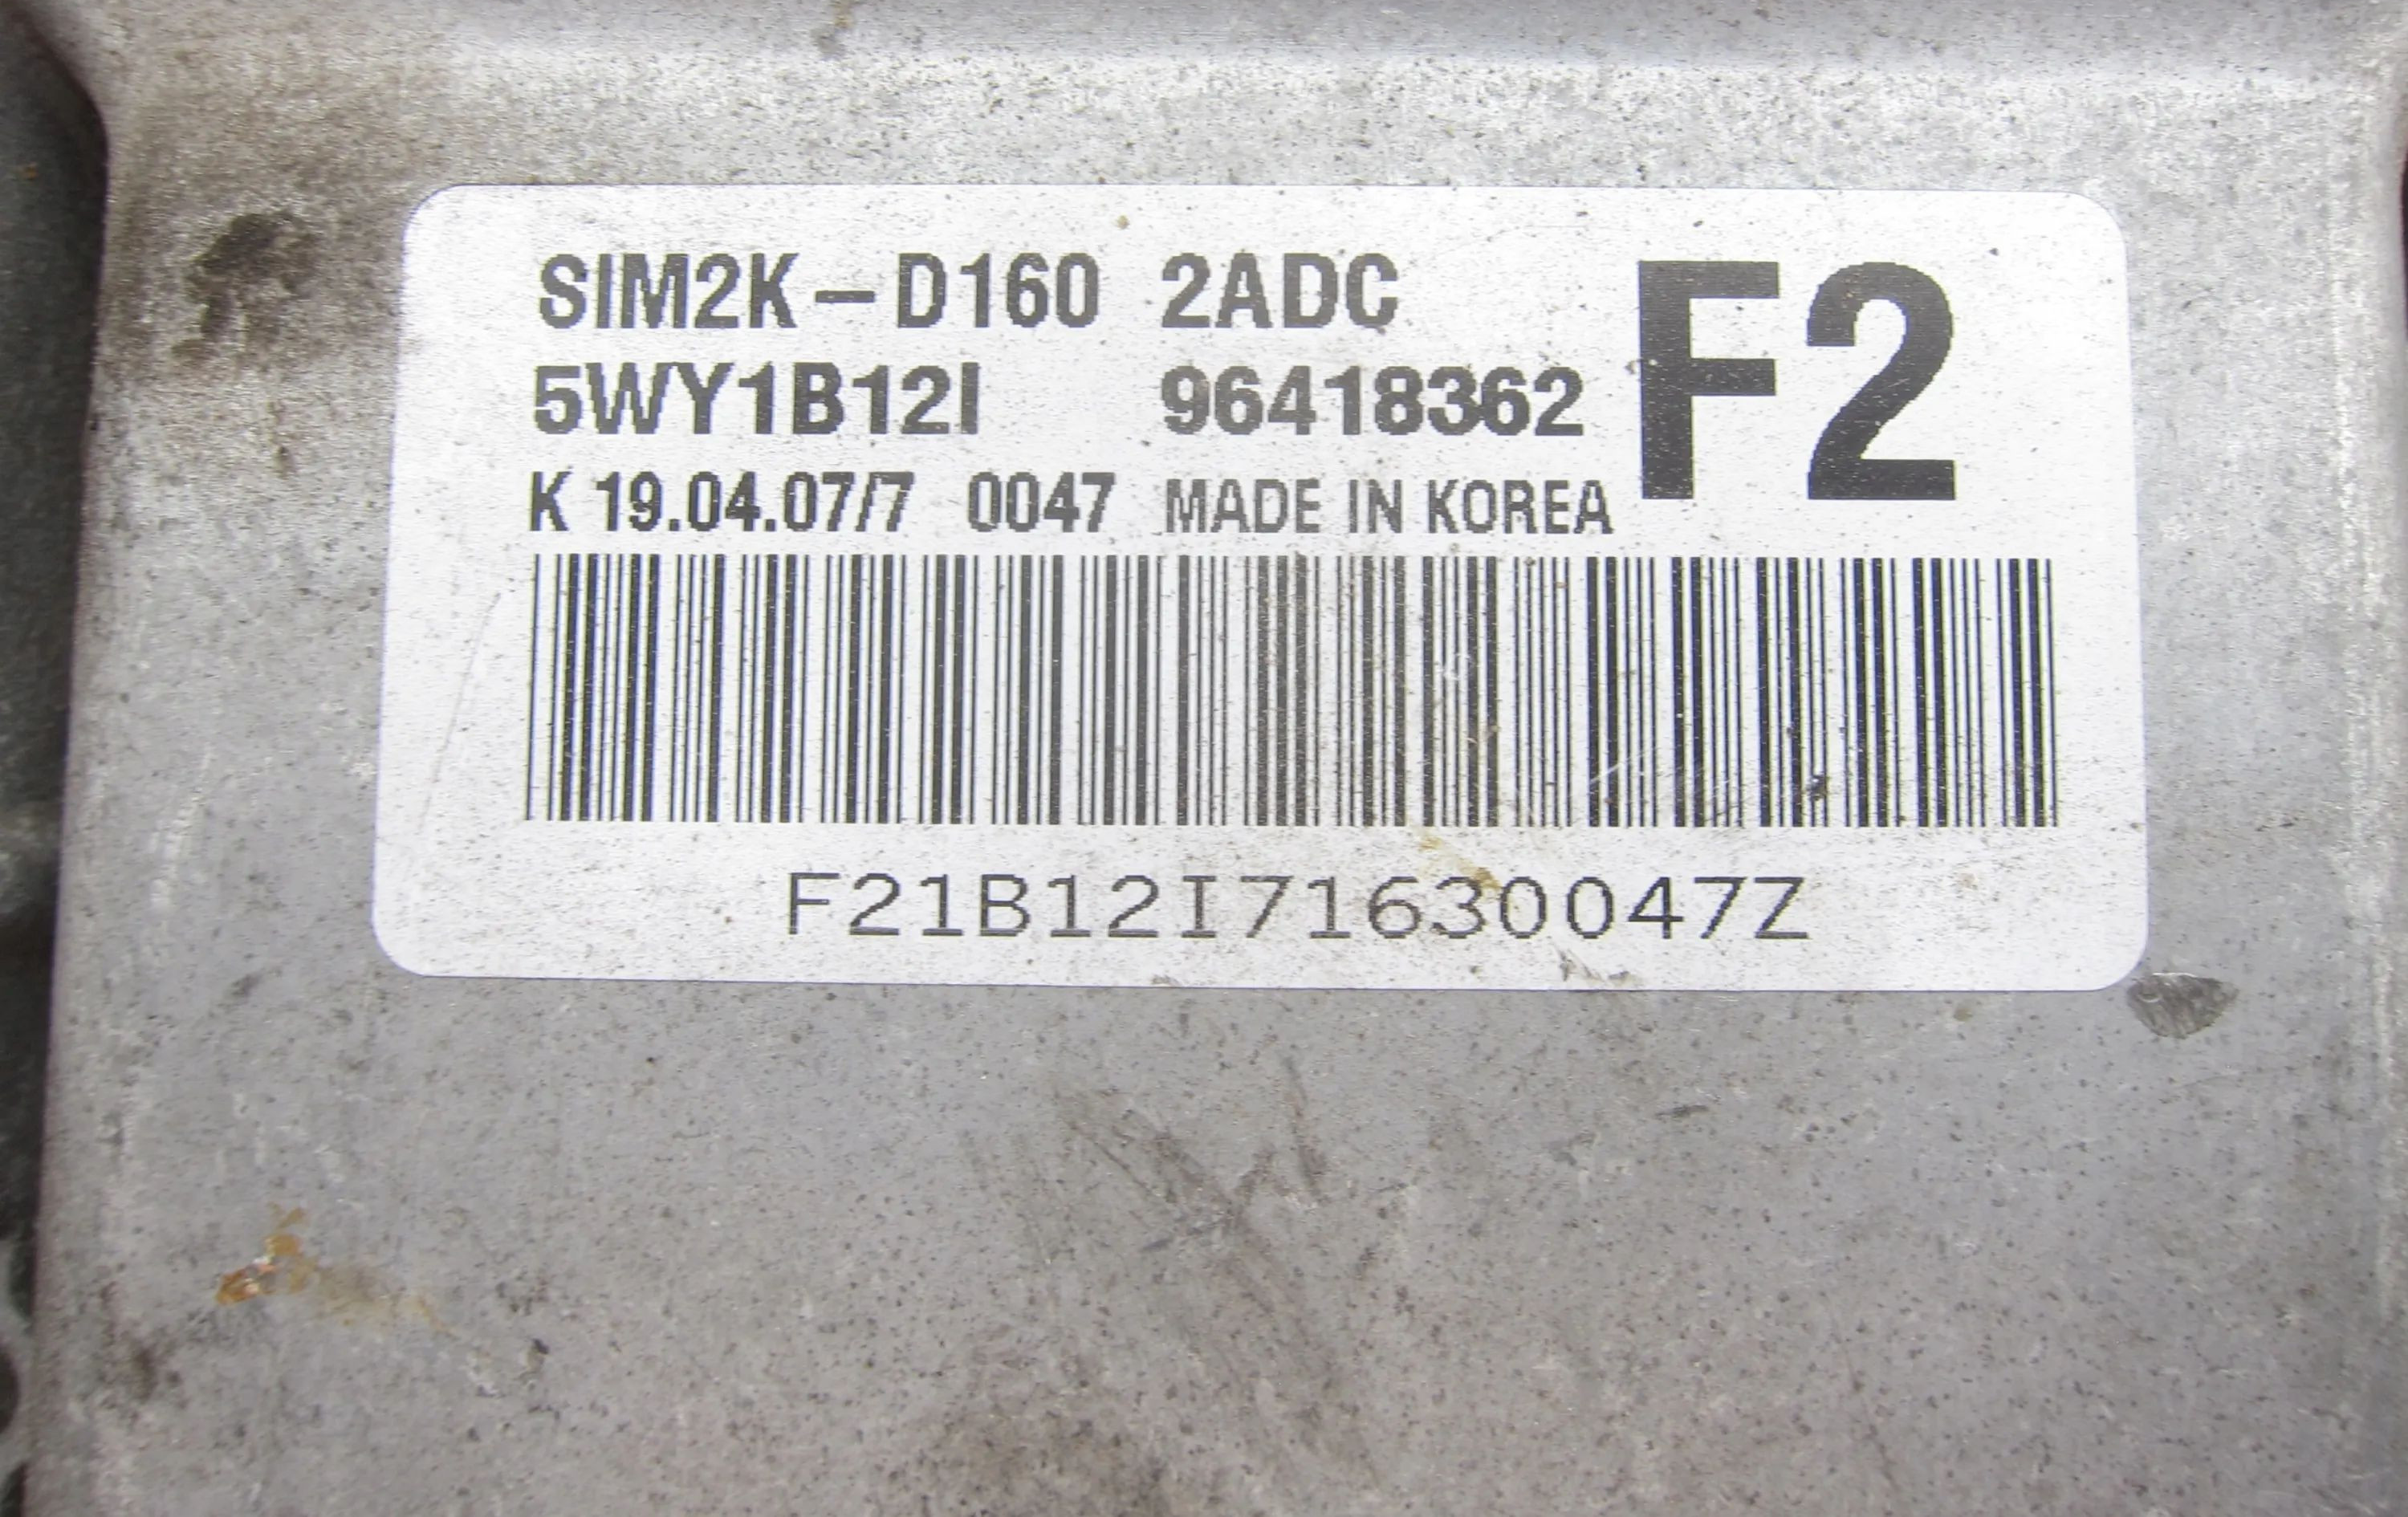 SIM2K-D160 2ADC F2
5WY1B12I 96418362
K 19.04.07/7 0047 MADE IN KOREA
F21B12I71630047Z